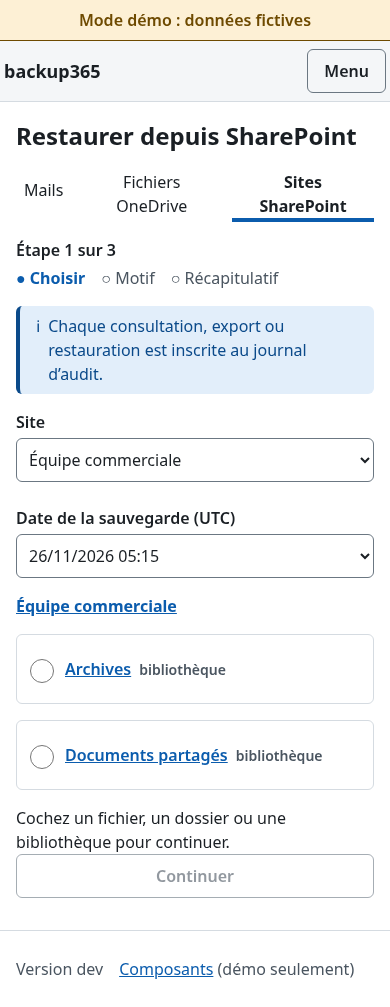 Mode démo : données fictives
backup365
Menu
Restaurer depuis SharePoint
Mails
Fichiers
OneDrive
Sites
SharePoint
Étape 1 sur 3
● Choisir ○ Motif ○ Récapitulatif
i Chaque consultation, export ou
restauration est inscrite au journal
d’audit.
Site
Équipe commerciale
Date de la sauvegarde (UTC)
26/11/2026 05:15
Équipe commerciale
Archives bibliothèque
Documents partagés bibliothèque
Cochez un fichier, un dossier ou une
bibliothèque pour continuer.
Continuer
Version dev Composants (démo seulement)